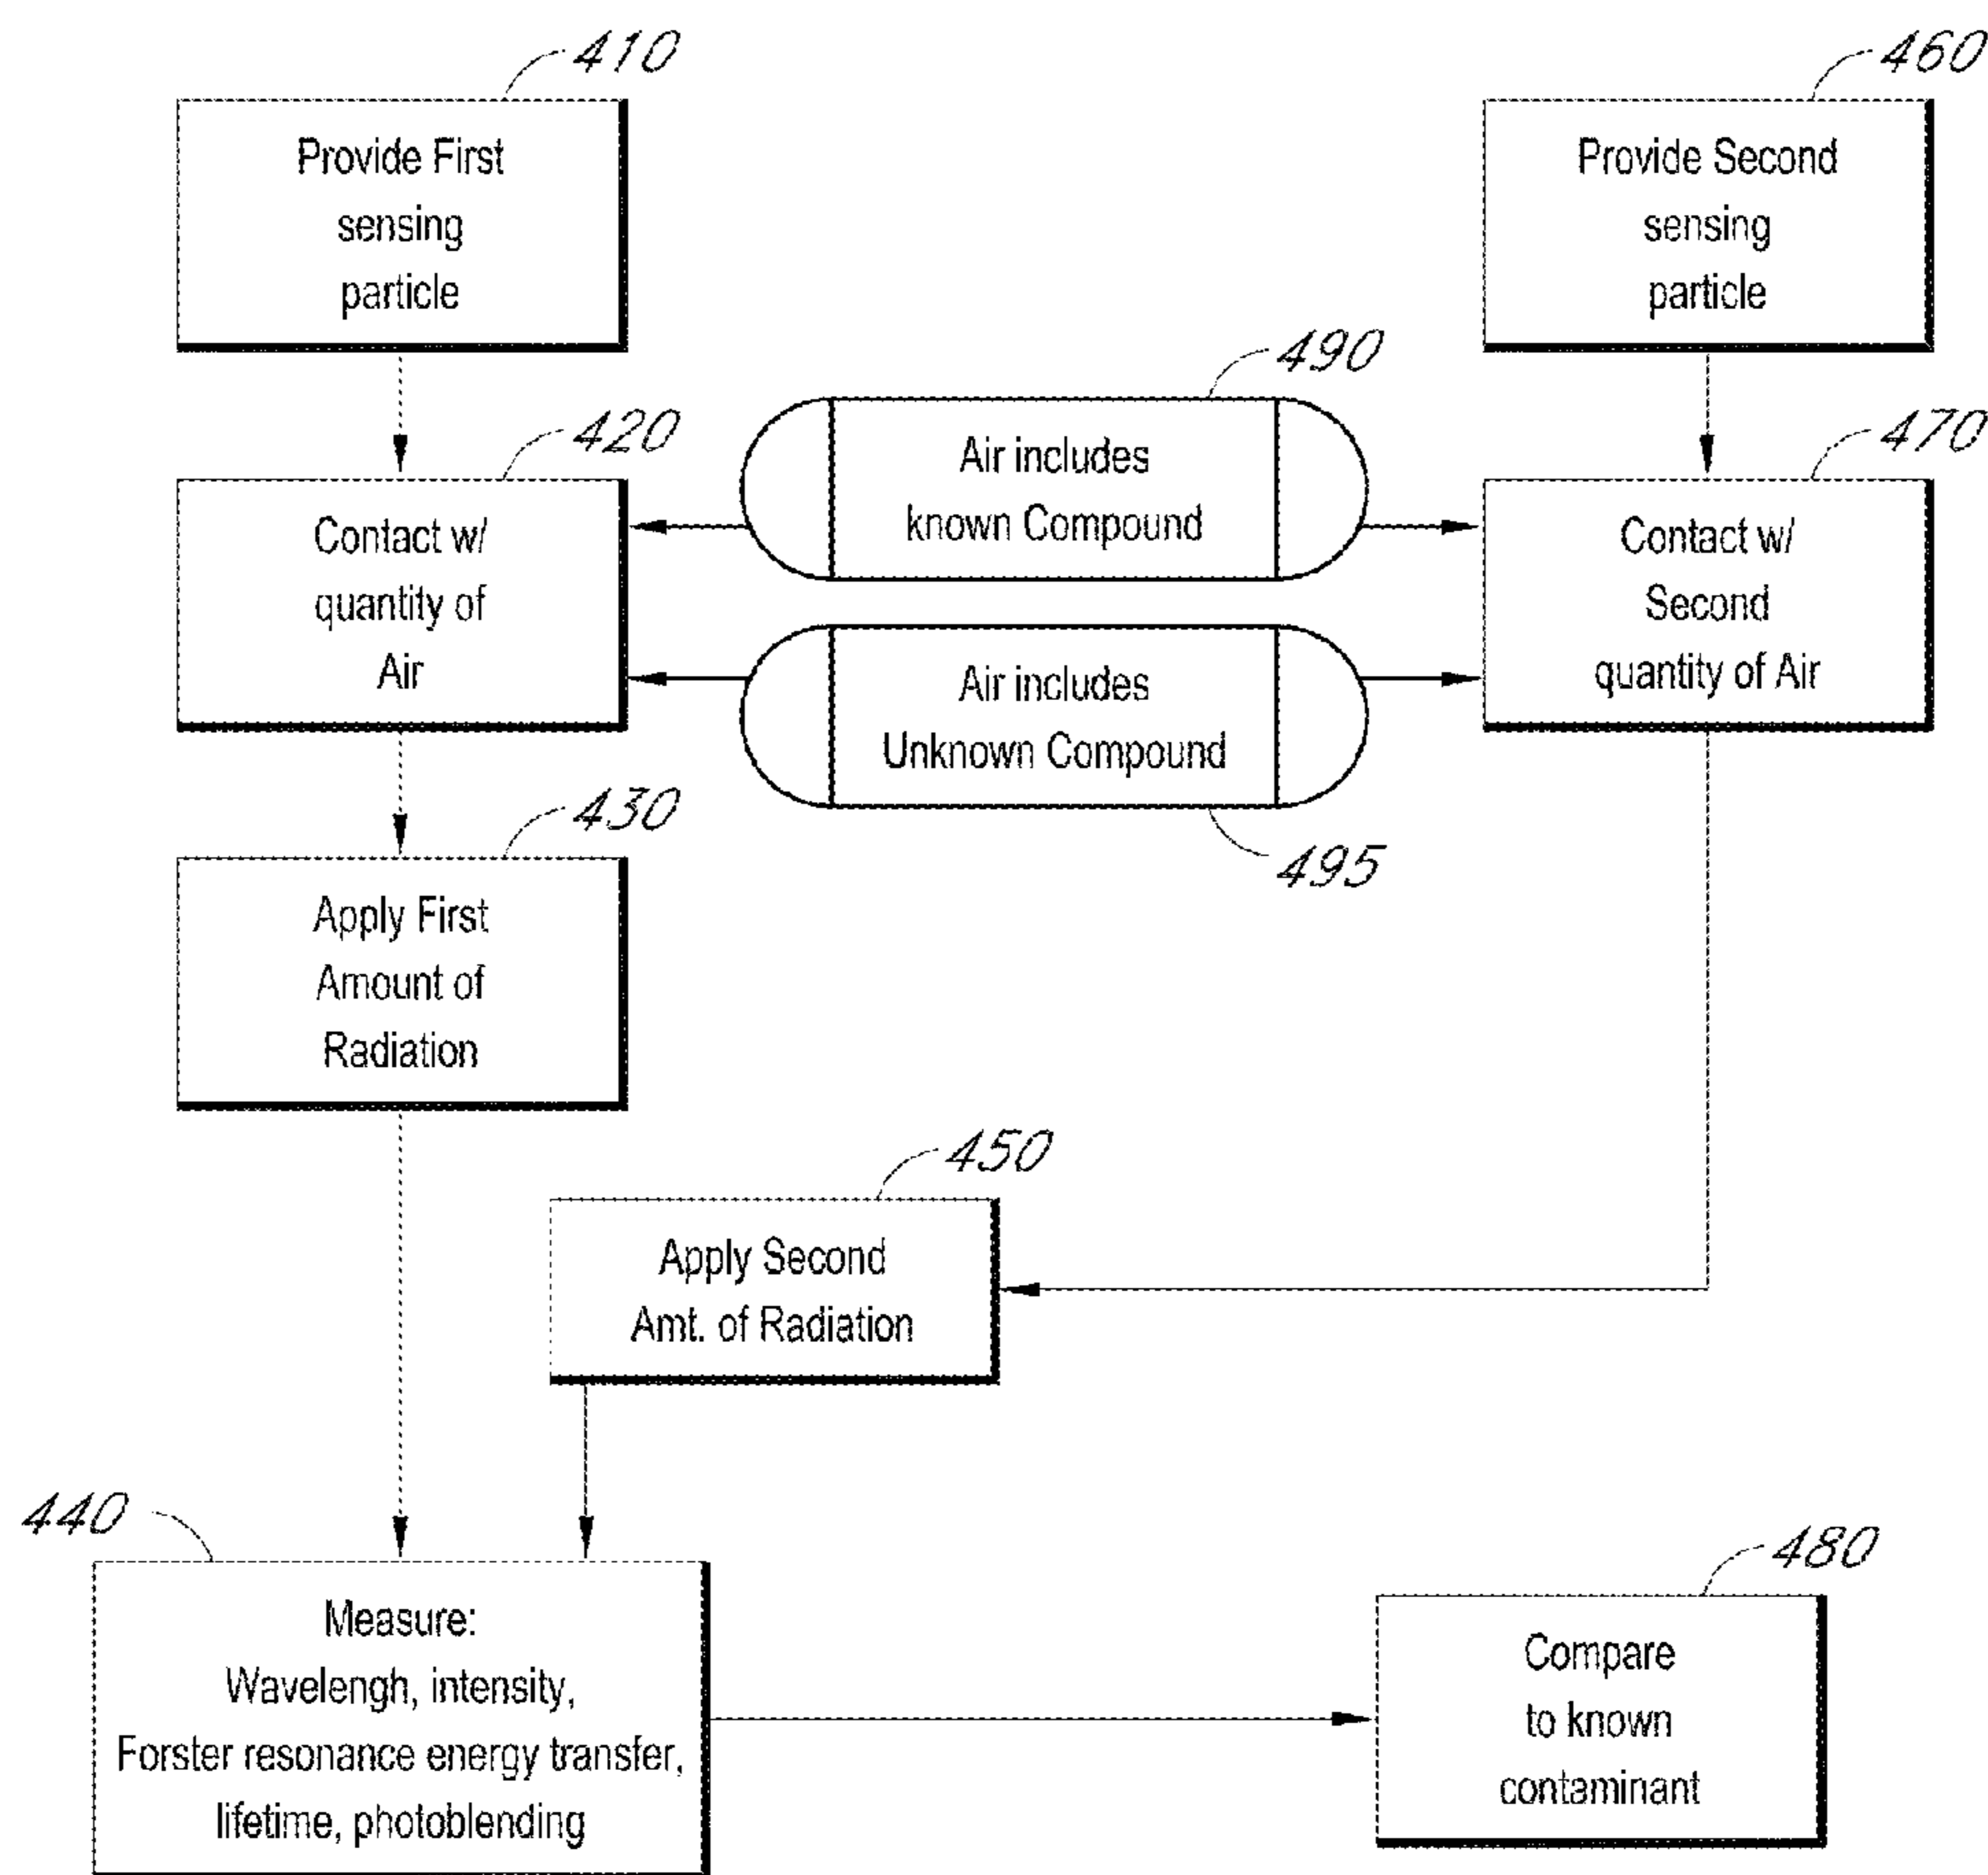 410
Provide First
sensing
particle
460
Provide Second
sensing
particle
490
Air includes
known Compound
420
Contact w/
quantity of
Air
470
Contact w/
Second
quantity of Air
Air includes
Unknown Compound
495
430
Apply First
Amount of
Radiation
450
Apply Second
Amt. of Radiation
440
Measure:
Wavelengh, intensity,
Forster resonance energy transfer,
lifetime, photoblending
480
Compare
to known
contaminant